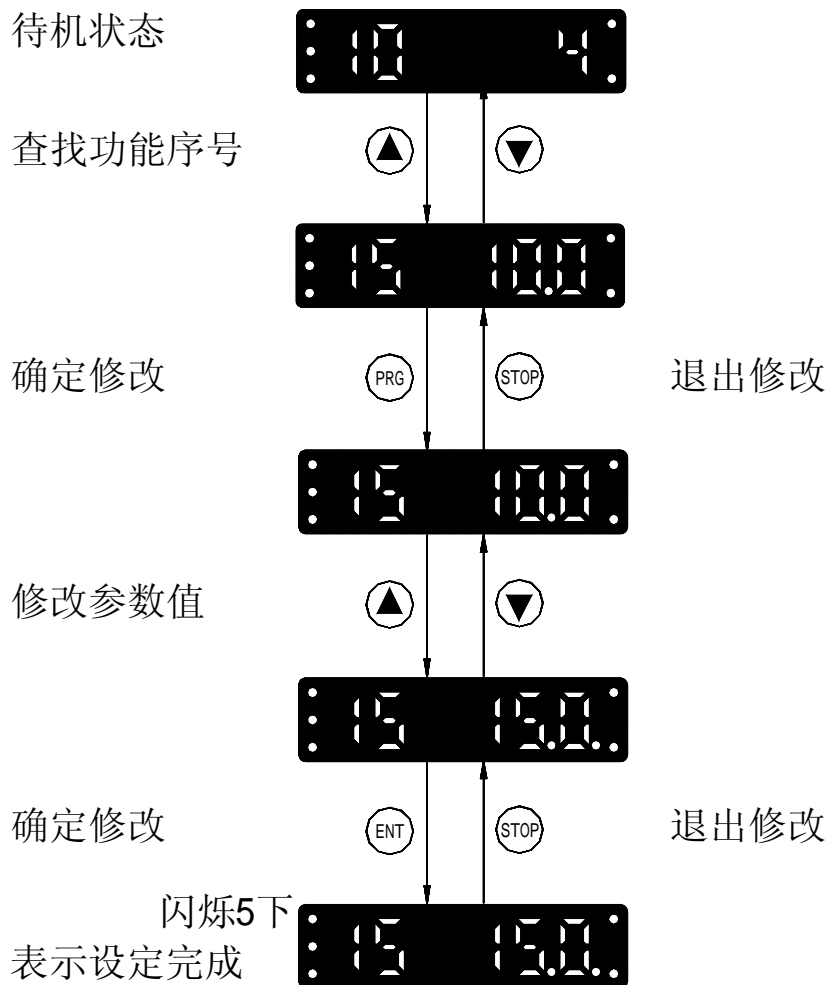 待机状态
10 4
查找功能序号
▲ ▼
15 10.0
确定修改 PRG STOP 退出修改
15 10.0
修改参数值
▲ ▼
15 15.0.
确定修改 ENT STOP 退出修改
闪烁5下
表示设定完成
15 15.0.